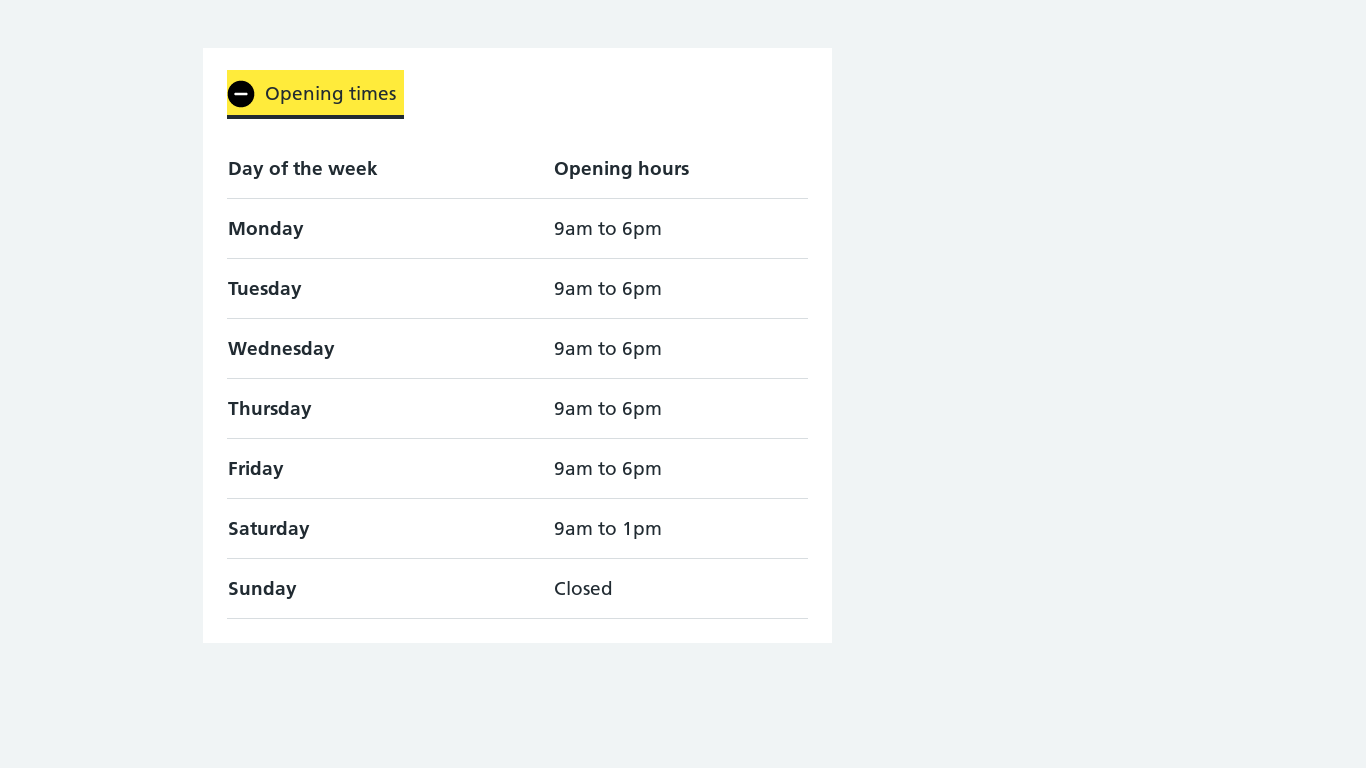 Opening times
Day of the week Opening hours
Monday 9am to 6pm
Tuesday 9am to 6pm
Wednesday 9am to 6pm
Thursday 9am to 6pm
Friday 9am to 6pm
Saturday 9am to 1pm
Sunday Closed